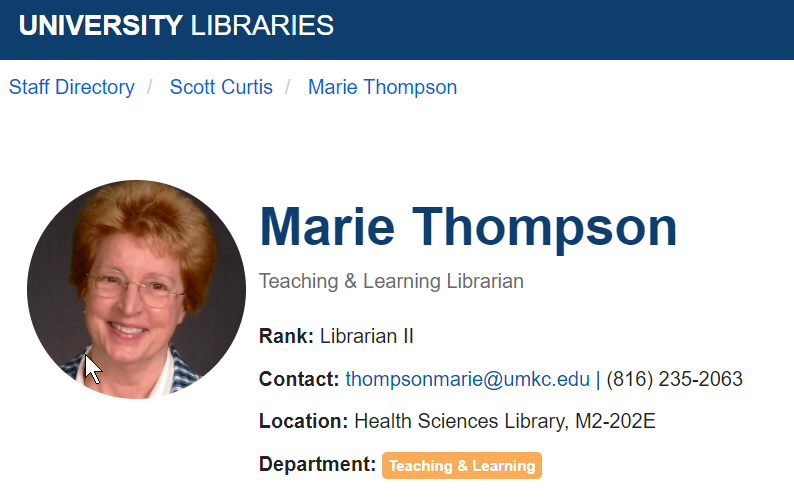 UNIVERSITY LIBRARIES
Staff Directory / Scott Curtis / Marie Thompson
Marie Thompson
Teaching & Learning Librarian
Rank: Librarian II
Contact: thompsonmarie@umkc.edu | (816) 235-2063
Location: Health Sciences Library, M2-202E
Department: Teaching & Learning